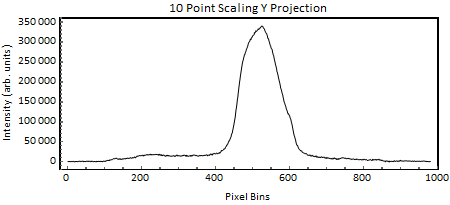 10 Point Scaling Y Projection
350 000
300 000
250 000
200 000
150 000
100 000
50 000
0
Intensity (arb. units)
0 200 400 600 800 1000
Pixel Bins